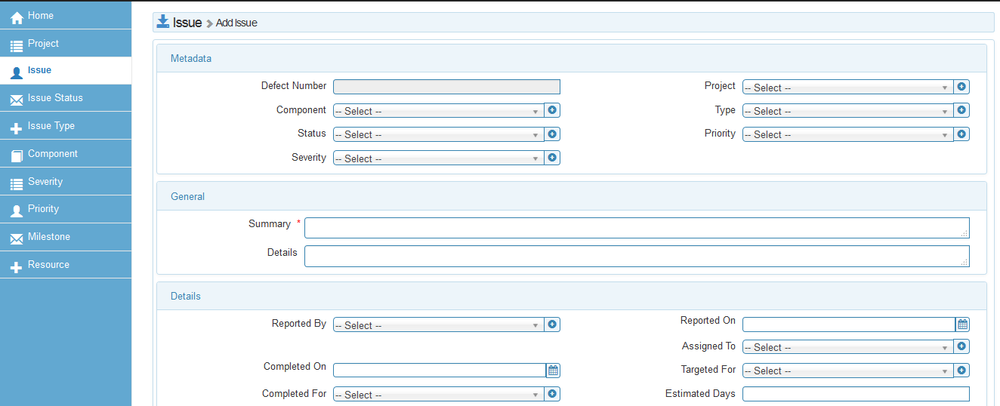 Home
Project
Issue
Issue Status
Issue Type
Component
Severity
Priority
Milestone
Resource
Issue Add Issue
Metadata
Defect Number Project -- Select --
Component -- Select -- Type -- Select --
Status -- Select -- Priority -- Select --
Severity -- Select --
General
Summary *
Details
Details
Reported By -- Select -- Reported On
Assigned To -- Select --
Completed On Targeted For -- Select --
Completed For -- Select -- Estimated Days